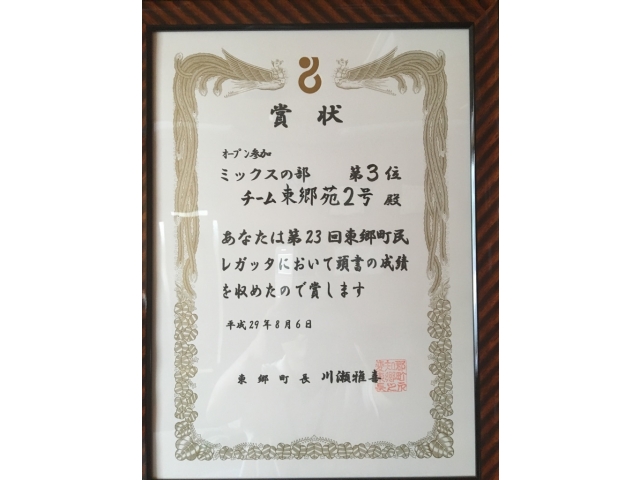 賞状
オープン参加
ミックスの部 第3位
チーム東郷苑2号 殿
あなたは第23回東郷町民
レガッタにおいて頭書の成績
を収めたので賞します
平成29年8月6日
東郷町長 川瀬雅喜